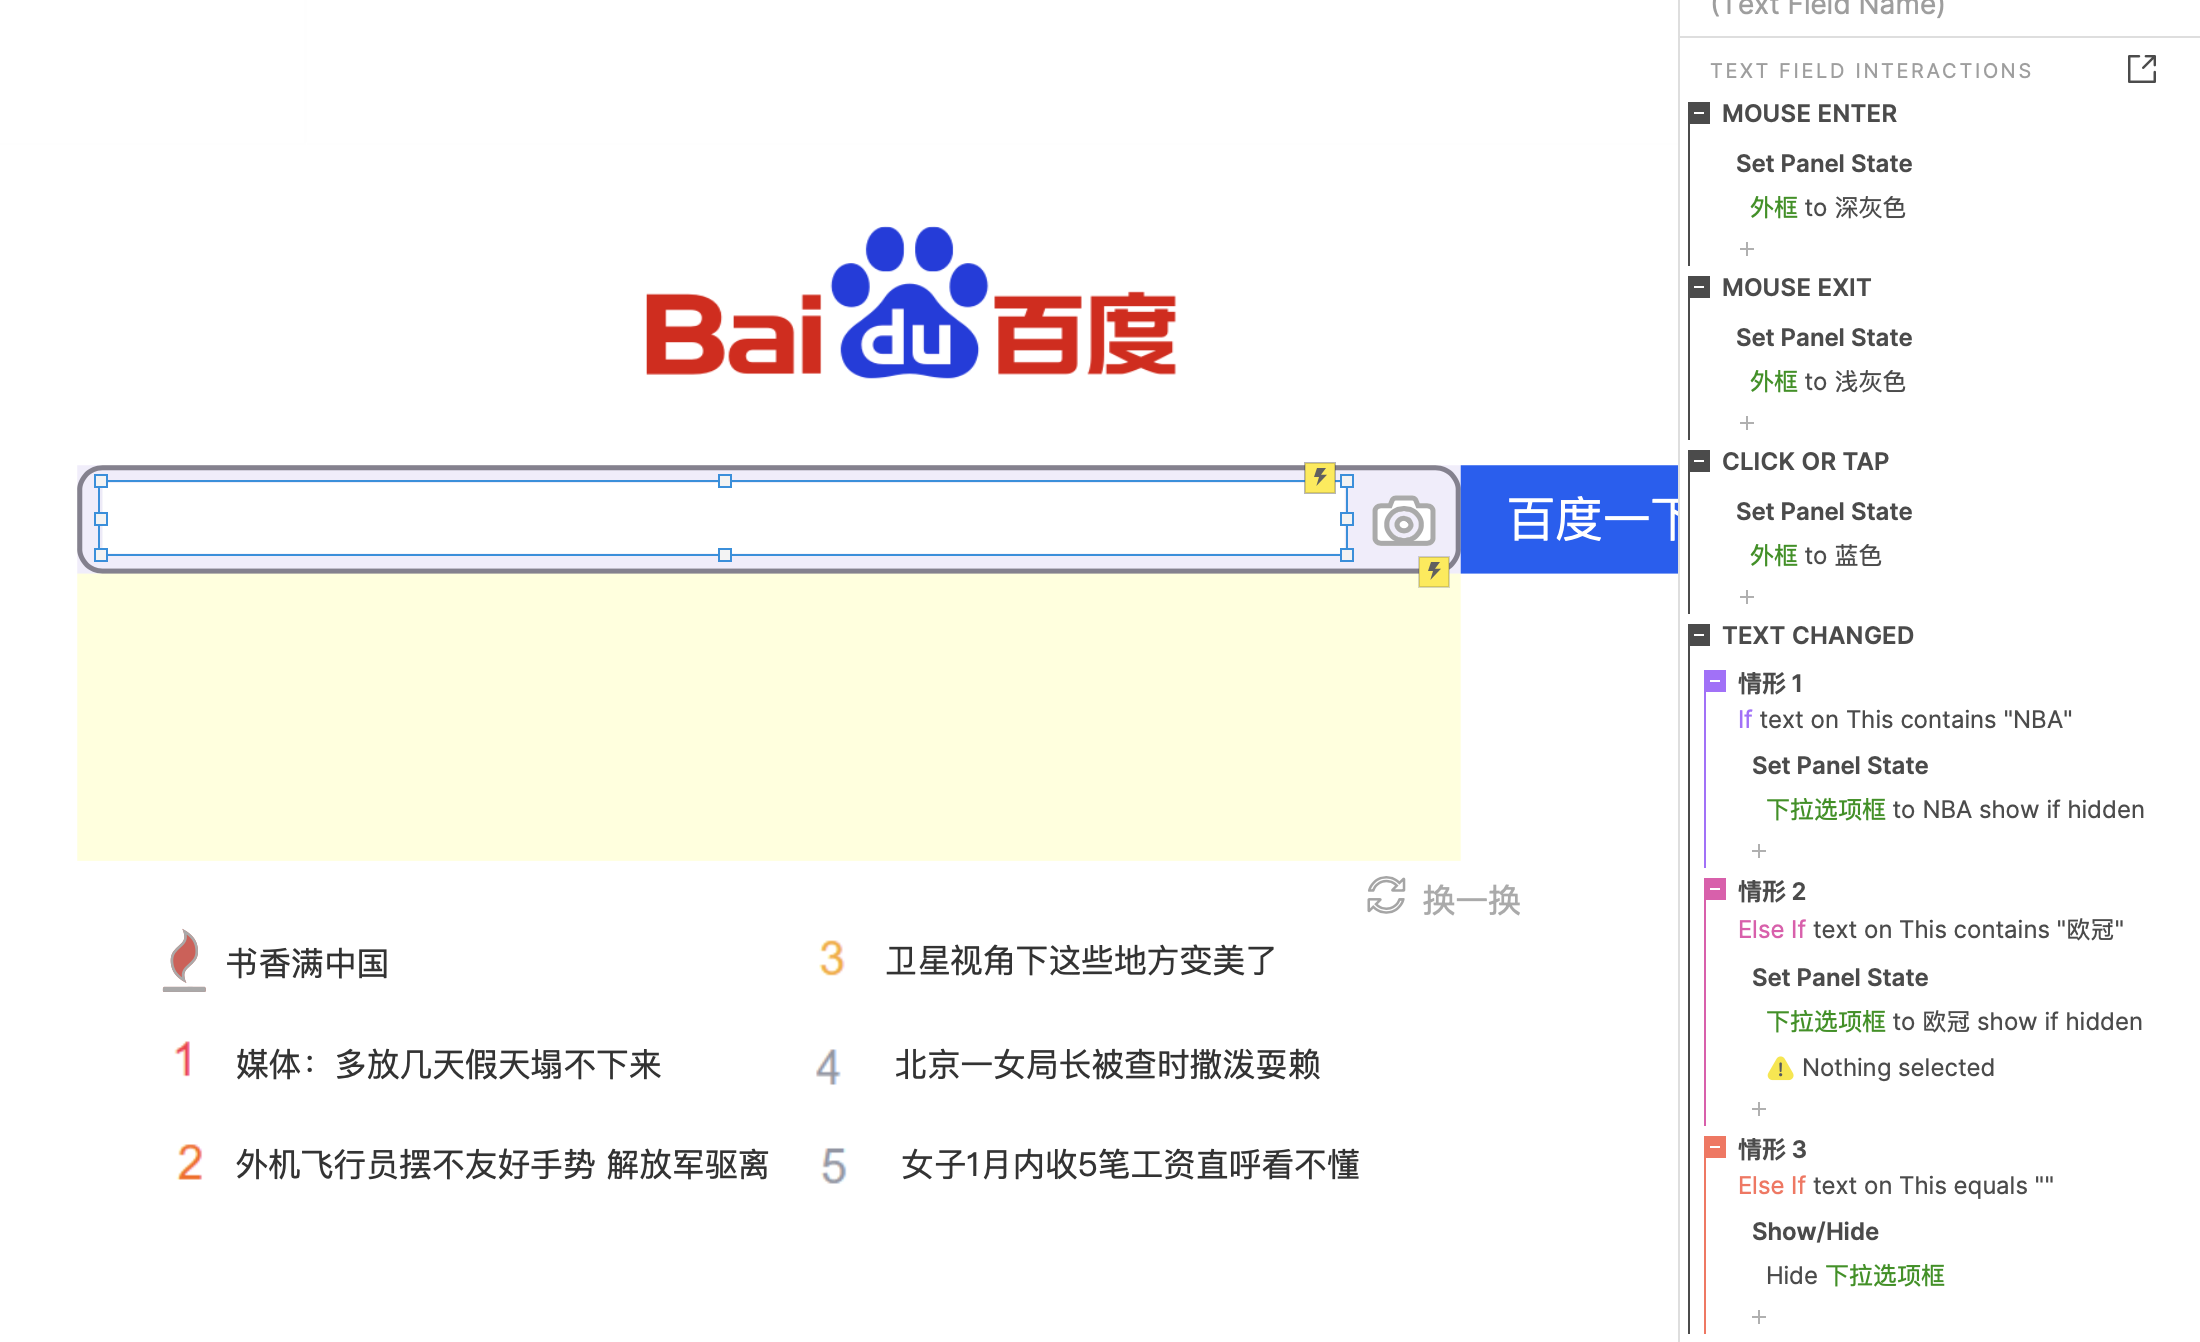 Bai du 百度
百度一下
换一换
书香满中国
3 卫星视角下这些地方变美了
1 媒体：多放几天假天塌不下来
4 北京一女局长被查时撒泼耍赖
2 外机飞行员摆不友好手势 解放军驱离
5 女子1月内收5笔工资直呼看不懂
(Text Field Name)
TEXT FIELD INTERACTIONS
MOUSE ENTER
Set Panel State
外框 to 深灰色
MOUSE EXIT
Set Panel State
外框 to 浅灰色
CLICK OR TAP
Set Panel State
外框 to 蓝色
TEXT CHANGED
情形 1
If text on This contains "NBA"
Set Panel State
下拉选项框 to NBA show if hidden
情形 2
Else If text on This contains "欧冠"
Set Panel State
下拉选项框 to 欧冠 show if hidden
Nothing selected
情形 3
Else If text on This equals ""
Show/Hide
Hide 下拉选项框